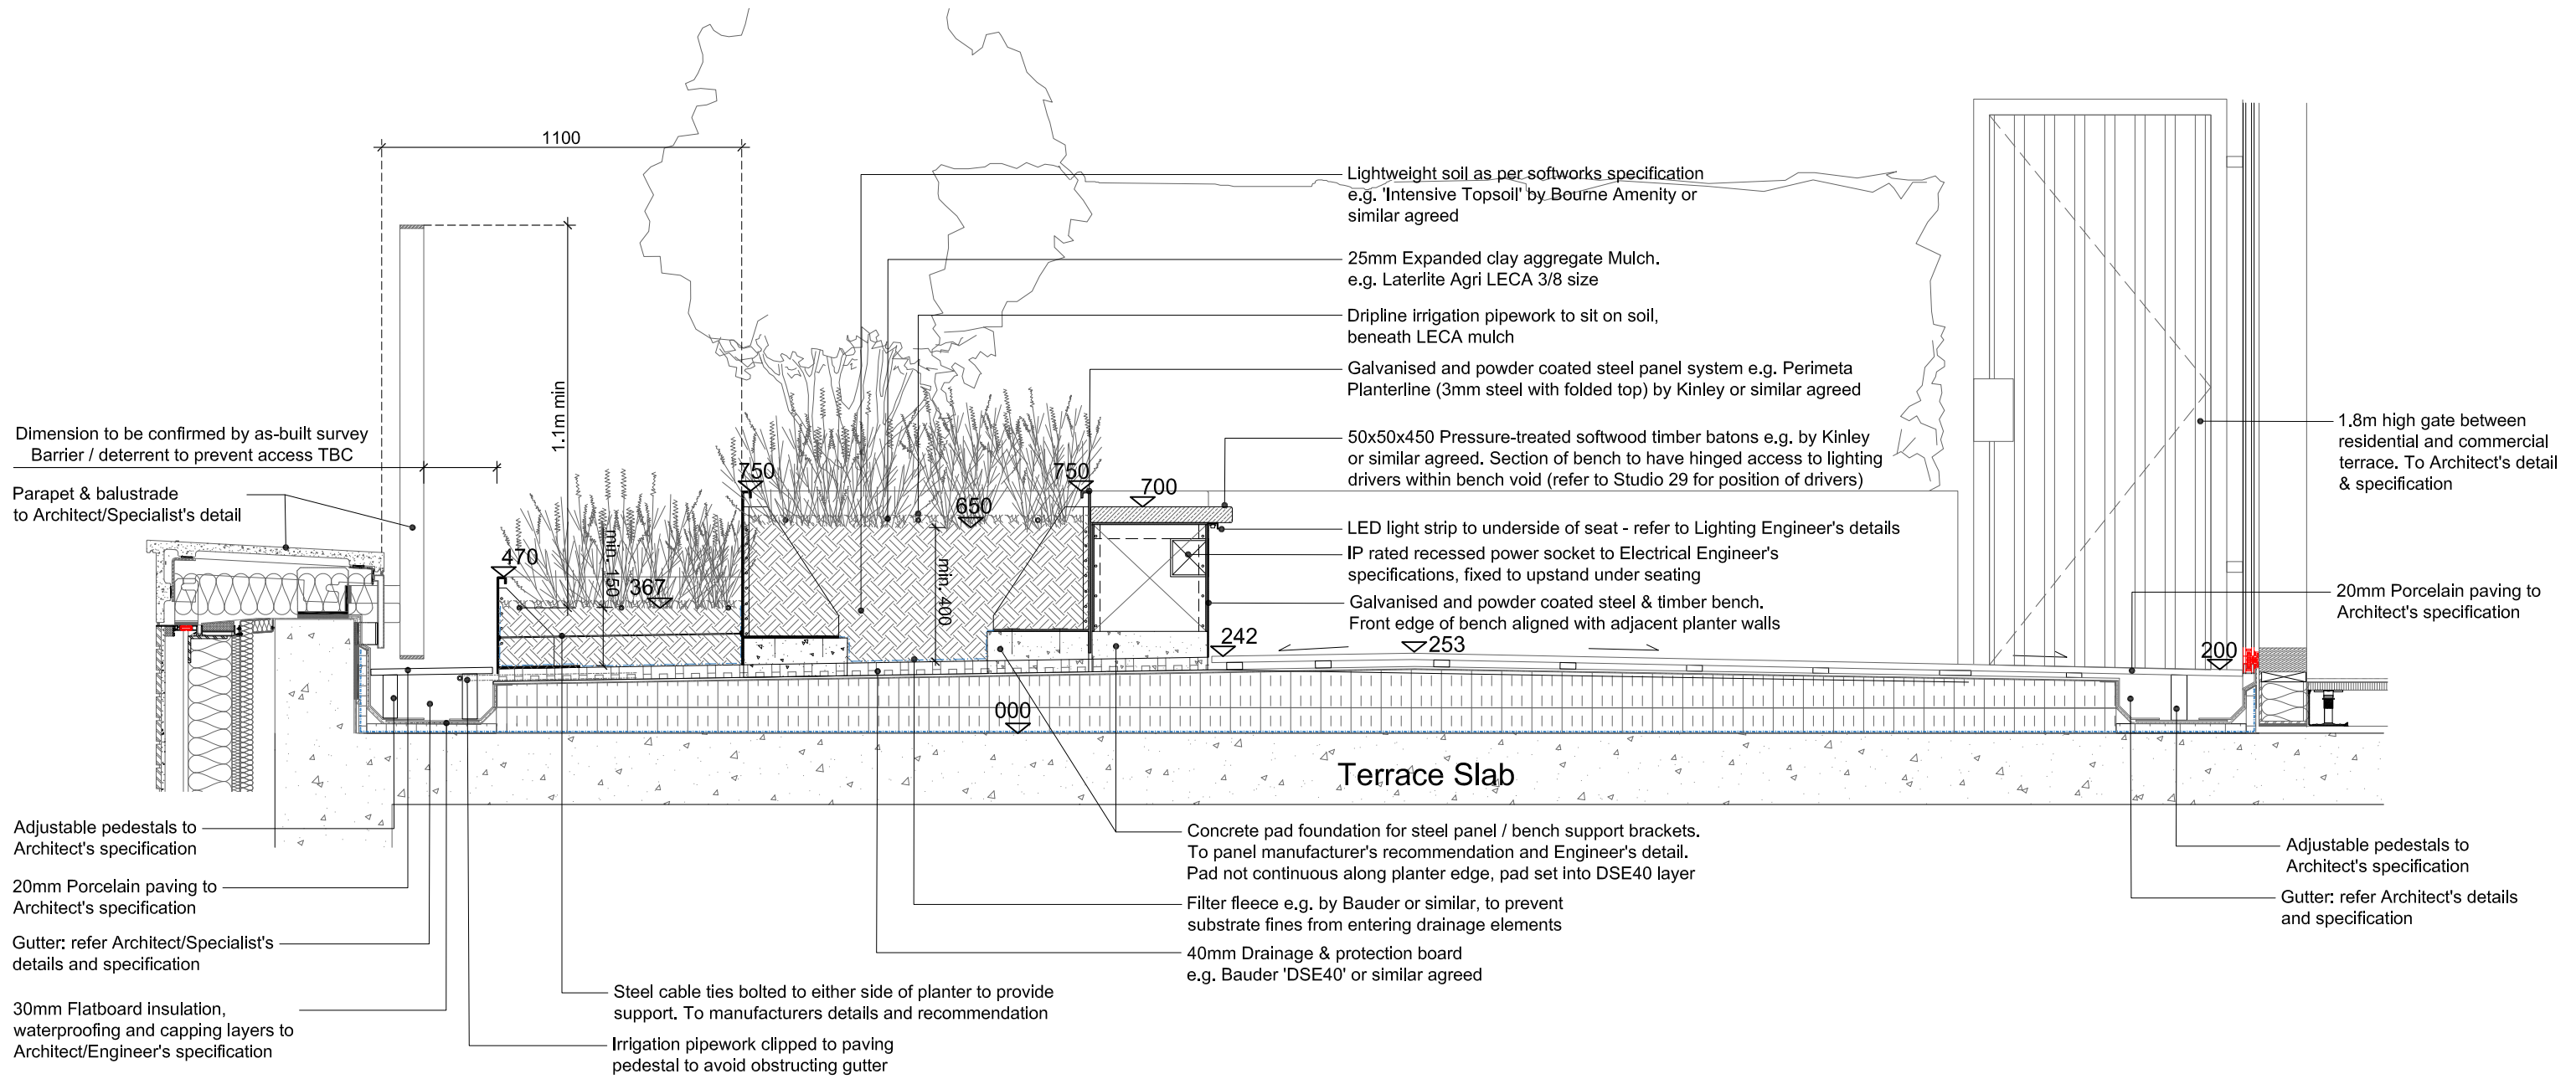 1100
Lightweight soil as per softworks specification
e.g. 'Intensive Topsoil' by Bourne Amenity or
similar agreed
25mm Expanded clay aggregate Mulch.
e.g. Laterlite Agri LECA 3/8 size
Dripline irrigation pipework to sit on soil,
beneath LECA mulch
Galvanised and powder coated steel panel system e.g. Perimeta
Planterline (3mm steel with folded top) by Kinley or similar agreed
50x50x450 Pressure-treated softwood timber batons e.g. by Kinley
or similar agreed. Section of bench to have hinged access to lighting
drivers within bench void (refer to Studio 29 for position of drivers)
LED light strip to underside of seat - refer to Lighting Engineer's details
IP rated recessed power socket to Electrical Engineer's
specifications, fixed to upstand under seating
Galvanised and powder coated steel & timber bench.
Front edge of bench aligned with adjacent planter walls
1.1m min
Dimension to be confirmed by as-built survey
Barrier / deterrent to prevent access TBC
Parapet & balustrade
to Architect/Specialist's detail
1.8m high gate between
residential and commercial
terrace. To Architect's detail
& specification
20mm Porcelain paving to
Architect's specification
750
750
700
650
470
367
min. 150
min. 400
242
253
200
000
Terrace Slab
Adjustable pedestals to
Architect's specification
20mm Porcelain paving to
Architect's specification
Gutter: refer Architect/Specialist's
details and specification
30mm Flatboard insulation,
waterproofing and capping layers to
Architect/Engineer's specification
Steel cable ties bolted to either side of planter to provide
support. To manufacturers details and recommendation
Irrigation pipework clipped to paving
pedestal to avoid obstructing gutter
Concrete pad foundation for steel panel / bench support brackets.
To panel manufacturer's recommendation and Engineer's detail.
Pad not continuous along planter edge, pad set into DSE40 layer
Filter fleece e.g. by Bauder or similar, to prevent
substrate fines from entering drainage elements
40mm Drainage & protection board
e.g. Bauder 'DSE40' or similar agreed
Adjustable pedestals to
Architect's specification
Gutter: refer Architect's details
and specification